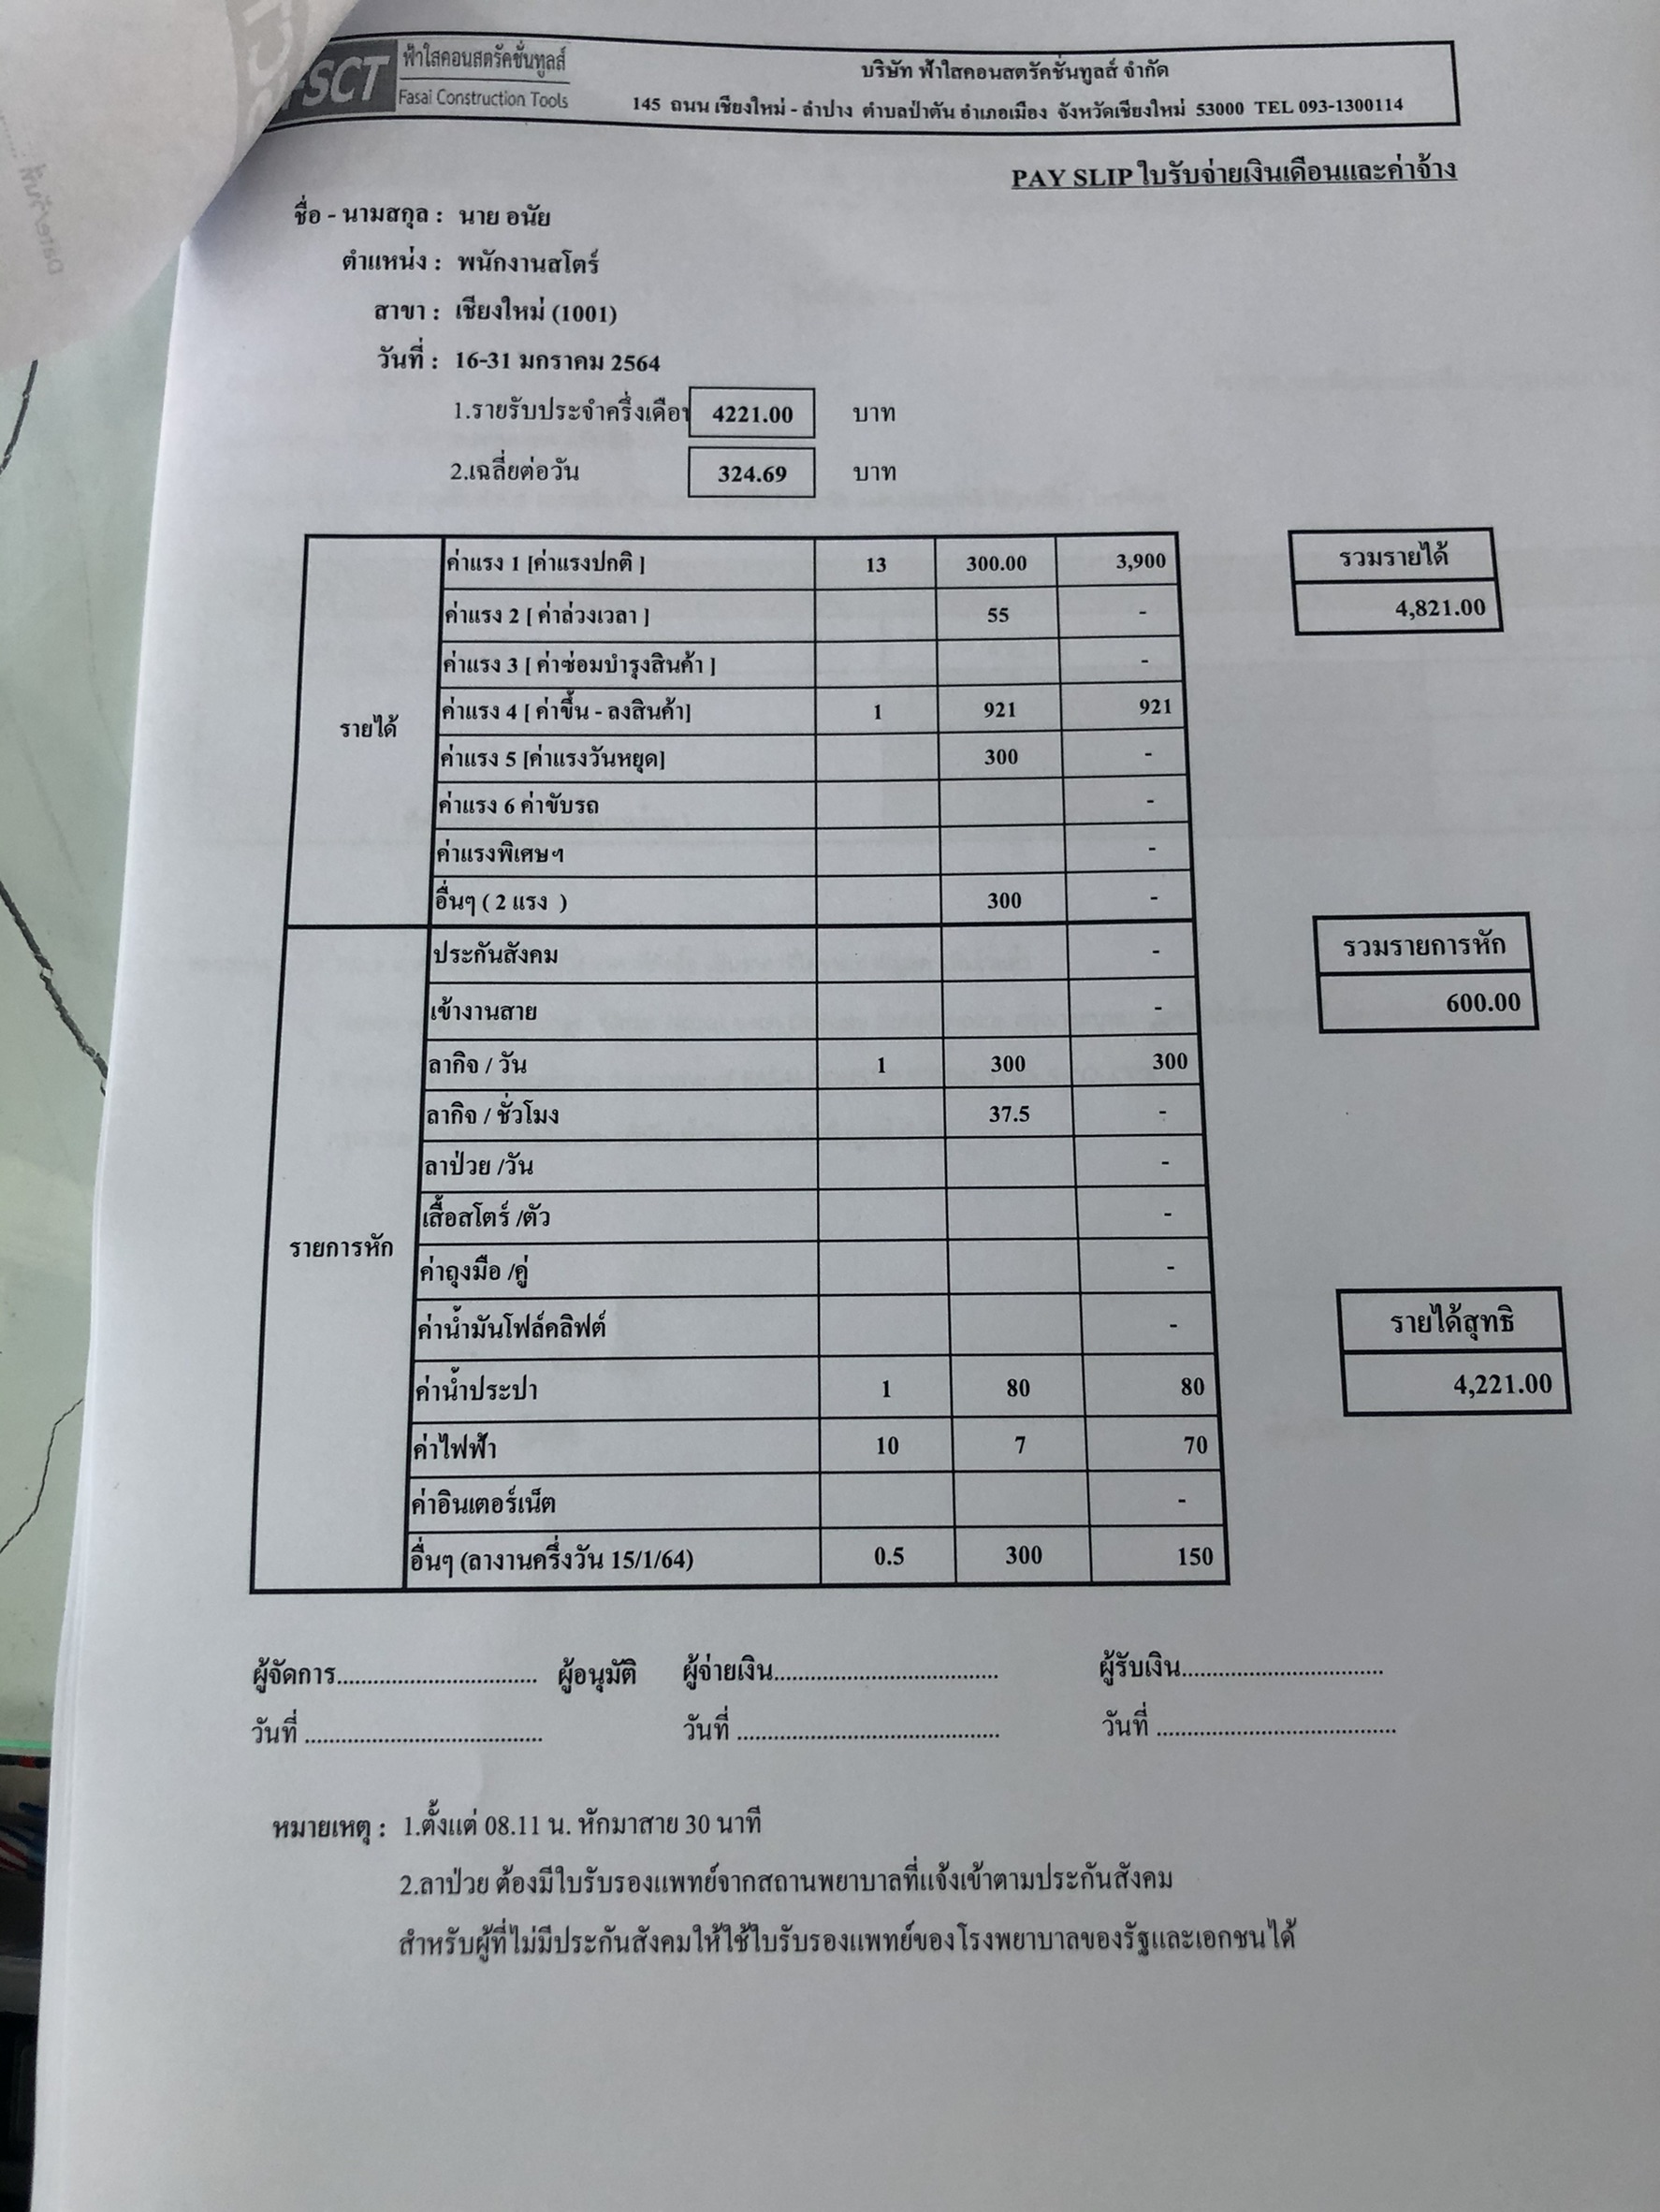 SCT
ฟ้าใสคอนสตรัคชั่นทูลส์
Fasai Construction Tools
บริษัท ฟ้าใสคอนสตรัคชั่นทูลส์ จำกัด
145 ถนน เชียงใหม่ - ลำปาง ตำบลป่าตัน อำเภอเมือง จังหวัดเชียงใหม่ 53000 TEL 093-1300114
PAY SLIP ใบรับจ่ายเงินเดือนและค่าจ้าง
ชื่อ - นามสกุล : นาย อนัย
ตำแหน่ง : พนักงานสโตร์
สาขา : เชียงใหม่ (1001)
วันที่ : 16-31 มกราคม 2564
1.รายรับประจำครึ่งเดือน 4221.00 บาท
2.เฉลี่ยต่อวัน 324.69 บาท
รายได้
ค่าแรง 1 [ค่าแรงปกติ ] 13 300.00 3,900
ค่าแรง 2 [ ค่าล่วงเวลา ] 55 -
ค่าแรง 3 [ ค่าซ่อมบำรุงสินค้า ] -
ค่าแรง 4 [ ค่าขึ้น - ลงสินค้า] 1 921 921
ค่าแรง 5 [ค่าแรงวันหยุด] 300 -
ค่าแรง 6 ค่าขับรถ -
ค่าแรงพิเศษฯ -
อื่นๆ ( 2 แรง ) 300 -
รวมรายได้
4,821.00
รายการหัก
ประกันสังคม -
เข้างานสาย -
ลากิจ / วัน 1 300 300
ลากิจ / ชั่วโมง 37.5 -
ลาป่วย /วัน -
เสื้อสโตร์ /ตัว -
ค่าถุงมือ /คู่ -
ค่าน้ำมันโฟล์คลิฟต์ -
ค่าน้ำประปา 1 80 80
ค่าไฟฟ้า 10 7 70
ค่าอินเตอร์เน็ต -
อื่นๆ (ลางานครึ่งวัน 15/1/64) 0.5 300 150
รวมรายการหัก
600.00
รายได้สุทธิ
4,221.00
ผู้จัดการ................................. ผู้อนุมัติ ผู้จ่ายเงิน..................................... ผู้รับเงิน.................................
วันที่ ....................................... วันที่ ........................................... วันที่ .......................................
หมายเหตุ : 1.ตั้งแต่ 08.11 น. หักมาสาย 30 นาที
2.ลาป่วย ต้องมีใบรับรองแพทย์จากสถานพยาบาลที่แจ้งเข้าตามประกันสังคม
สำหรับผู้ที่ไม่มีประกันสังคมให้ใช้ใบรับรองแพทย์ของโรงพยาบาลของรัฐและเอกชนได้